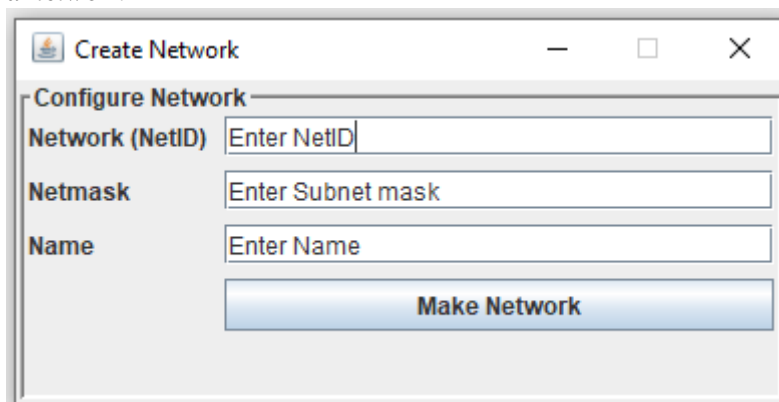 Create Network
Configure Network
Network (NetID) Enter NetID
Netmask Enter Subnet mask
Name Enter Name
Make Network